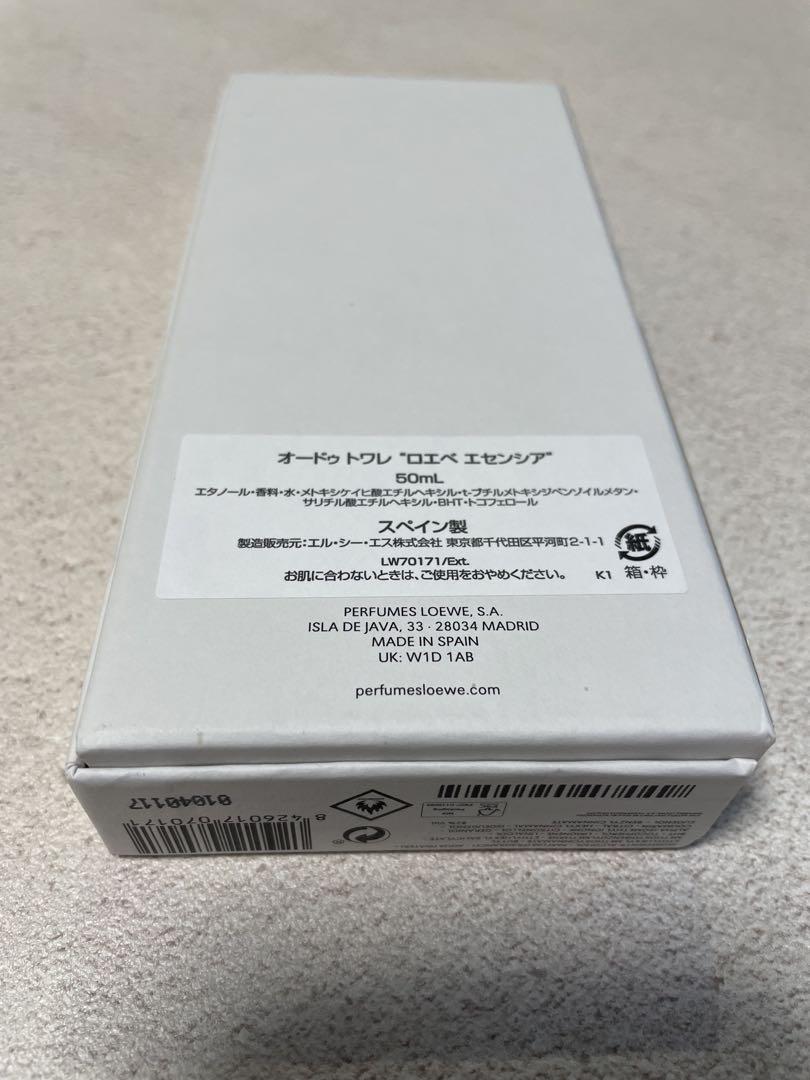 オードゥ トワレ “ロエベ エセンシア”
50mL
エタノール・香料・水・メトキシケイヒ酸エチルヘキシル・t-ブチルメトキシジベンゾイルメタン・
サリチル酸エチルヘキシル・BHT・トコフェロール
スペイン製
製造販売元:エル・シー・エス株式会社 東京都千代田区平河町2-1-1
LW70171/Ext.
お肌に合わないときは、ご使用をおやめください。
K1
紙
箱・枠
PERFUMES LOEWE, S.A.
ISLA DE JAVA, 33 · 28034 MADRID
MADE IN SPAIN
UK: W1D 1AB
perfumesloewe.com
01040117
8 426017 070171